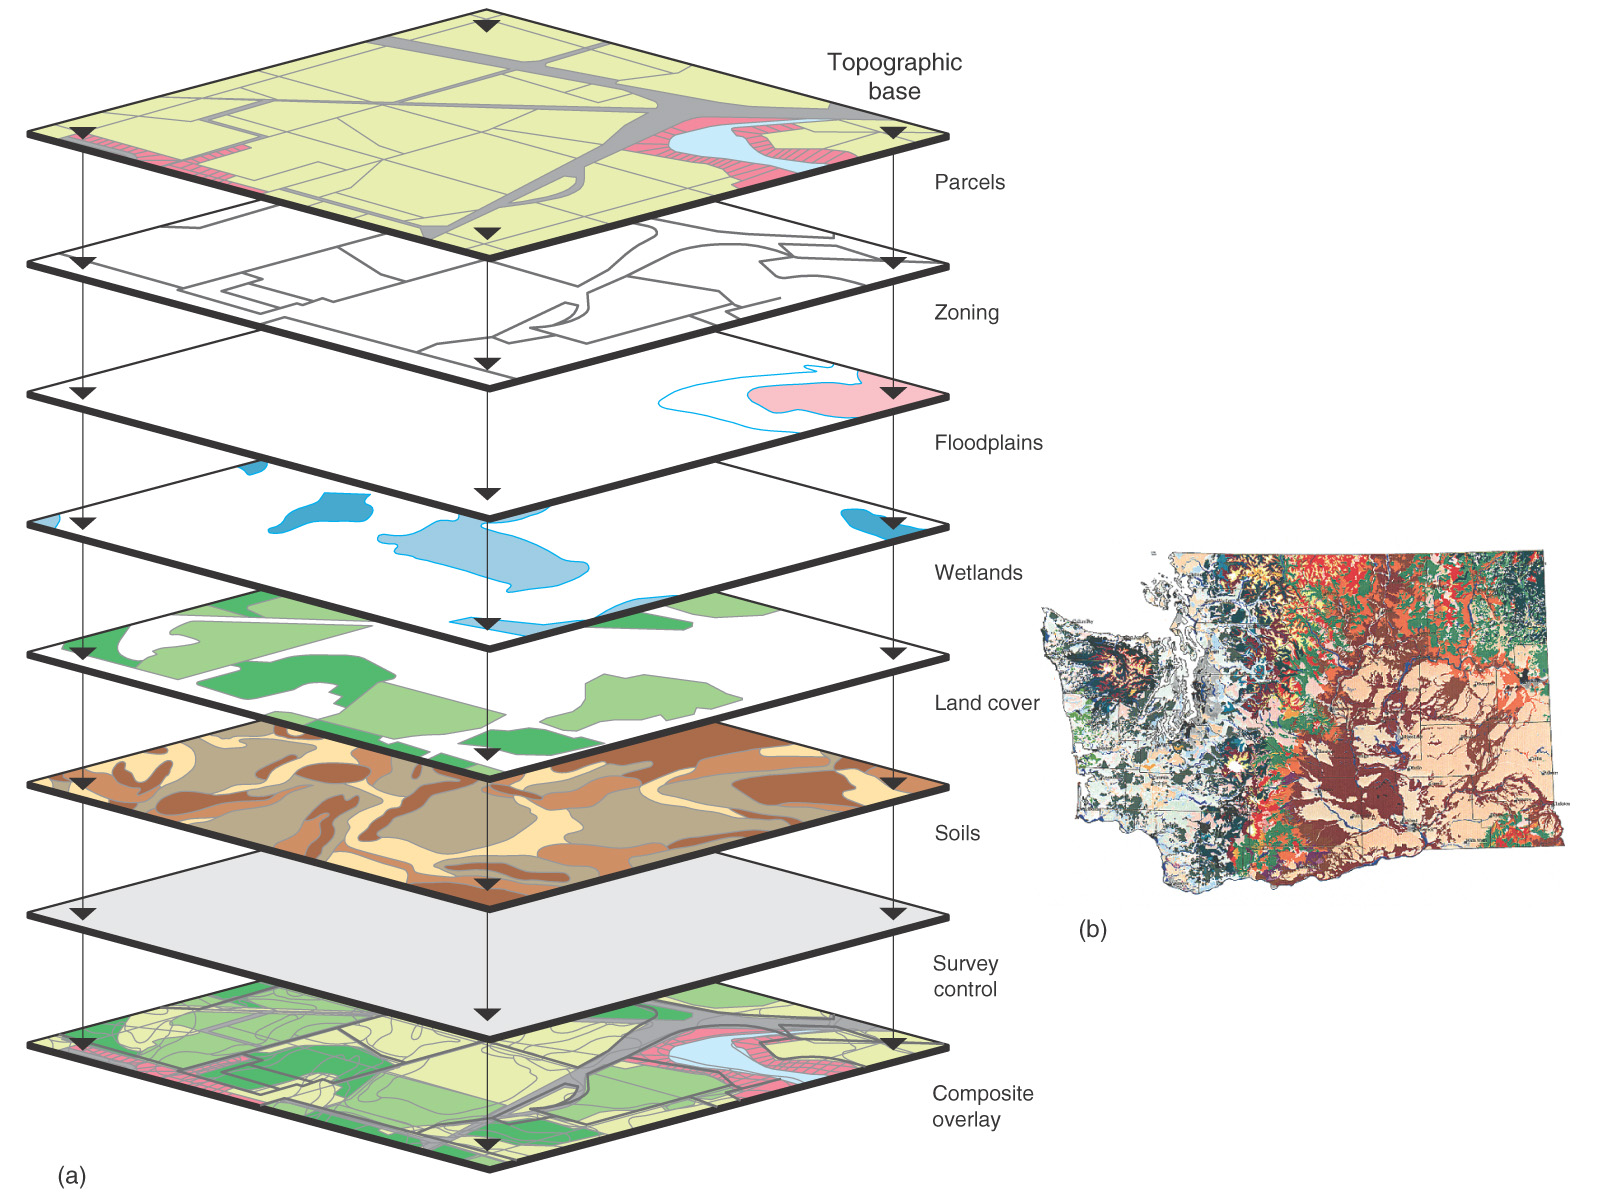 Topographic
base
Parcels
Zoning
Floodplains
Wetlands
Land cover
Soils
Survey
control
Composite
overlay
(a)
(b)